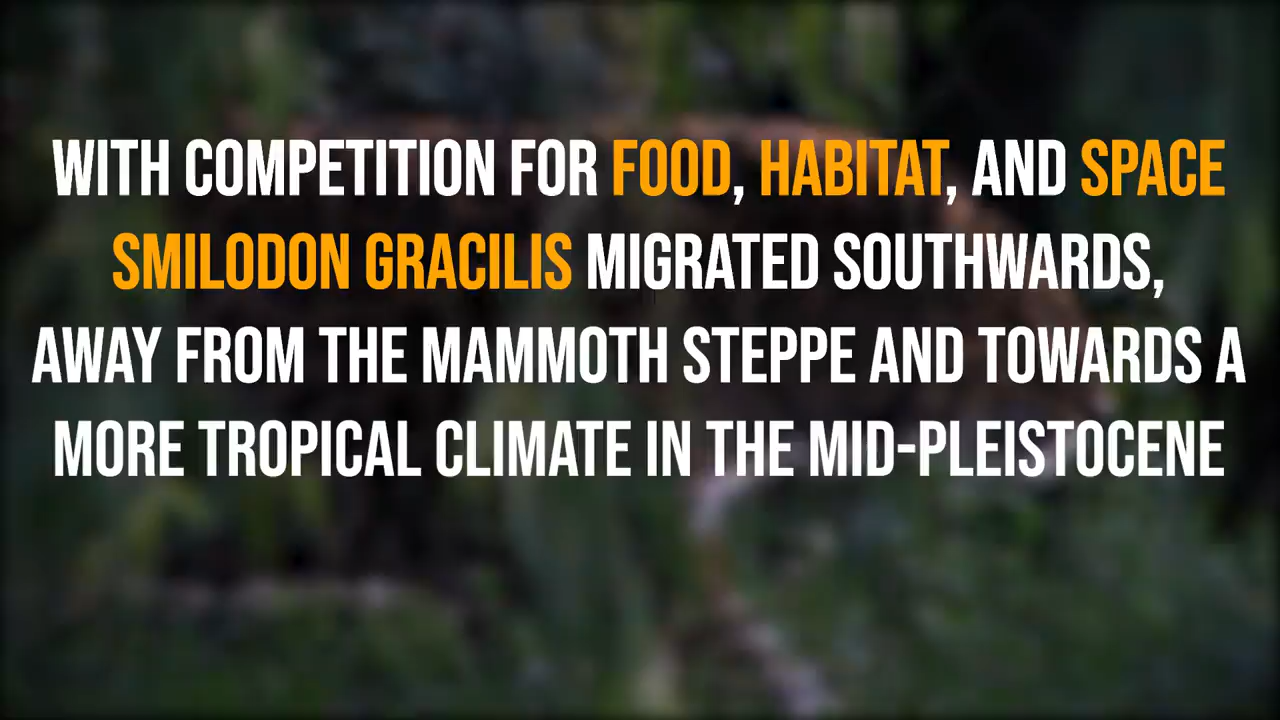 WITH COMPETITION FOR FOOD, HABITAT, AND SPACE
SMILODON GRACILIS MIGRATED SOUTHWARDS,
AWAY FROM THE MAMMOTH STEPPE AND TOWARDS A
MORE TROPICAL CLIMATE IN THE MID-PLEISTOCENE